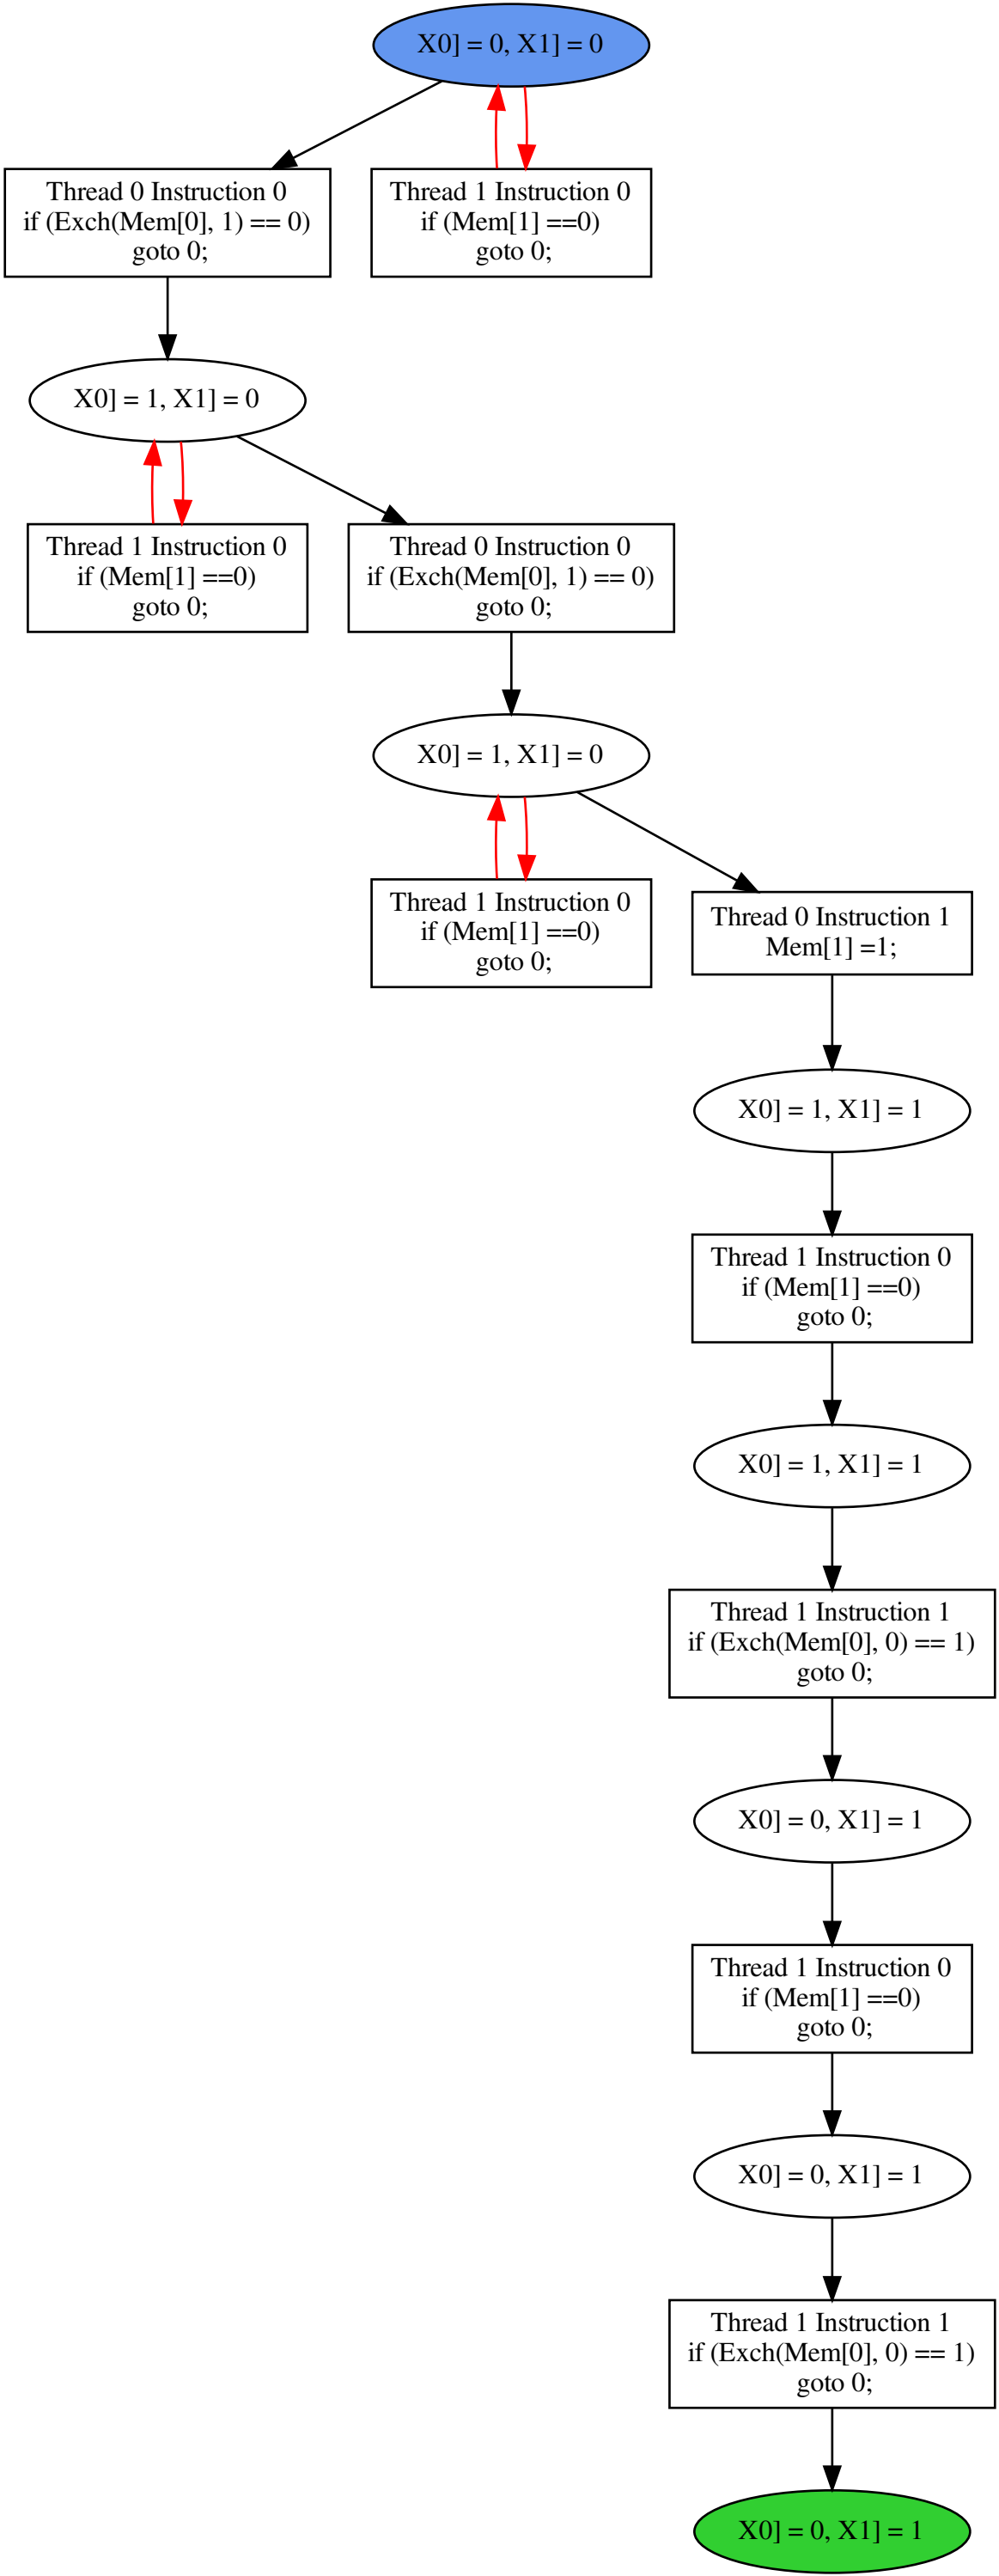 X0] = 0, X1] = 0
Thread 0 Instruction 0
if (Exch(Mem[0], 1) == 0)
goto 0;
Thread 1 Instruction 0
if (Mem[1] ==0)
goto 0;
X0] = 1, X1] = 0
Thread 1 Instruction 0
if (Mem[1] ==0)
goto 0;
Thread 0 Instruction 0
if (Exch(Mem[0], 1) == 0)
goto 0;
X0] = 1, X1] = 0
Thread 1 Instruction 0
if (Mem[1] ==0)
goto 0;
Thread 0 Instruction 1
Mem[1] =1;
X0] = 1, X1] = 1
Thread 1 Instruction 0
if (Mem[1] ==0)
goto 0;
X0] = 1, X1] = 1
Thread 1 Instruction 1
if (Exch(Mem[0], 0) == 1)
goto 0;
X0] = 0, X1] = 1
Thread 1 Instruction 0
if (Mem[1] ==0)
goto 0;
X0] = 0, X1] = 1
Thread 1 Instruction 1
if (Exch(Mem[0], 0) == 1)
goto 0;
X0] = 0, X1] = 1